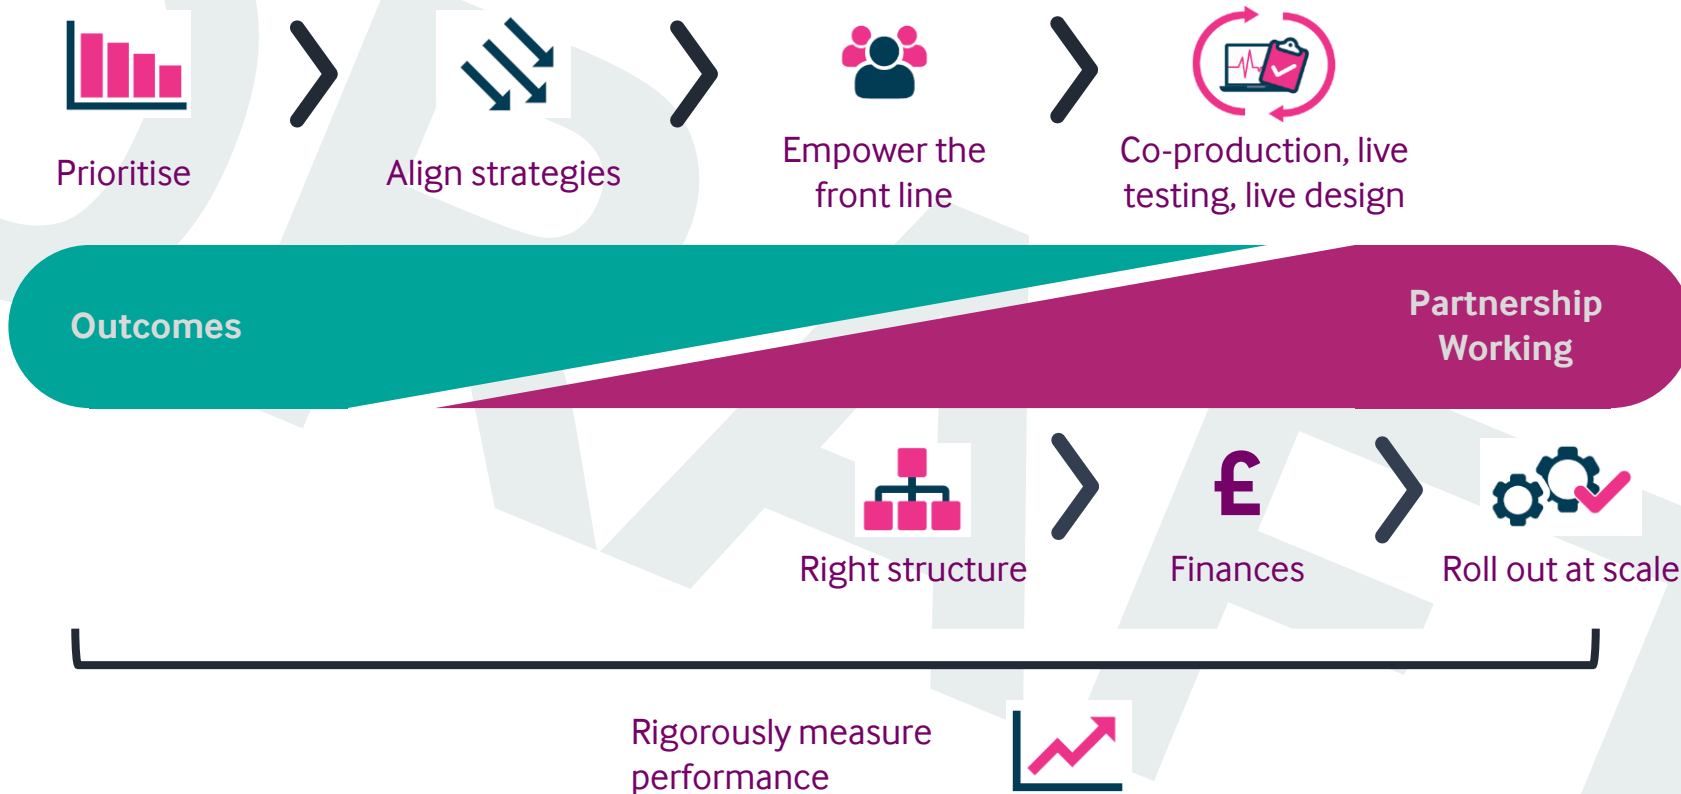 Prioritise
Align strategies
Empower the
front line
Co-production, live
testing, live design
Outcomes
Partnership
Working
£
Right structure
Finances
Roll out at scale
Rigorously measure
performance
DRAFT